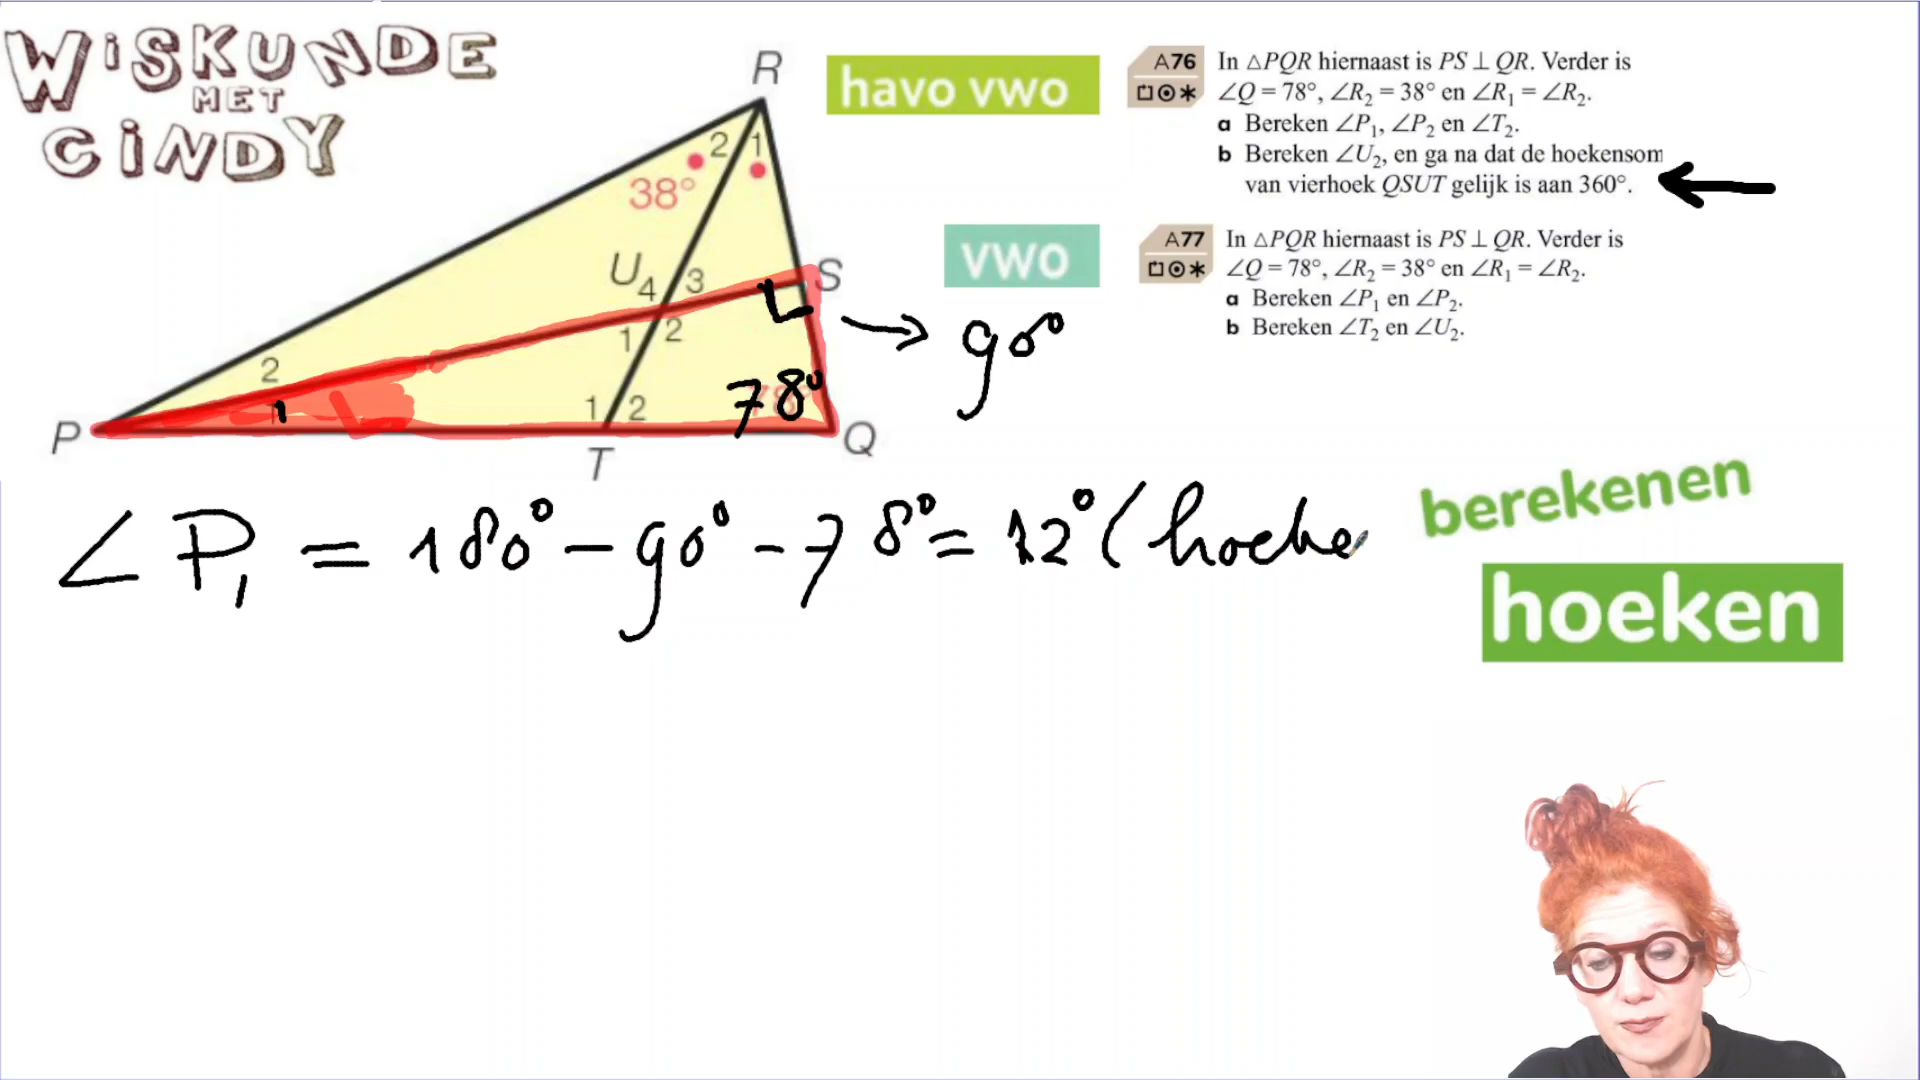 WiSKUNDE
MET
CiNDY
R
havo vwo
A76
In △PQR hiernaast is PS ⊥ QR. Verder is
∠Q = 78°, ∠R₂ = 38° en ∠R₁ = ∠R₂.
a Bereken ∠P₁, ∠P₂ en ∠T₂.
b Bereken ∠U₂, en ga na dat de hoekensom
van vierhoek QSUT gelijk is aan 360°.
2 1
38°
vwo
A77
In △PQR hiernaast is PS ⊥ QR. Verder is
∠Q = 78°, ∠R₂ = 38° en ∠R₁ = ∠R₂.
a Bereken ∠P₁ en ∠P₂.
b Bereken ∠T₂ en ∠U₂.
U 4 3 S
1 2
90°
2
1
1 2
78°
P
T
Q
∠P₁ = 180° - 90° - 78° = 12° (hoeke
berekenen
hoeken